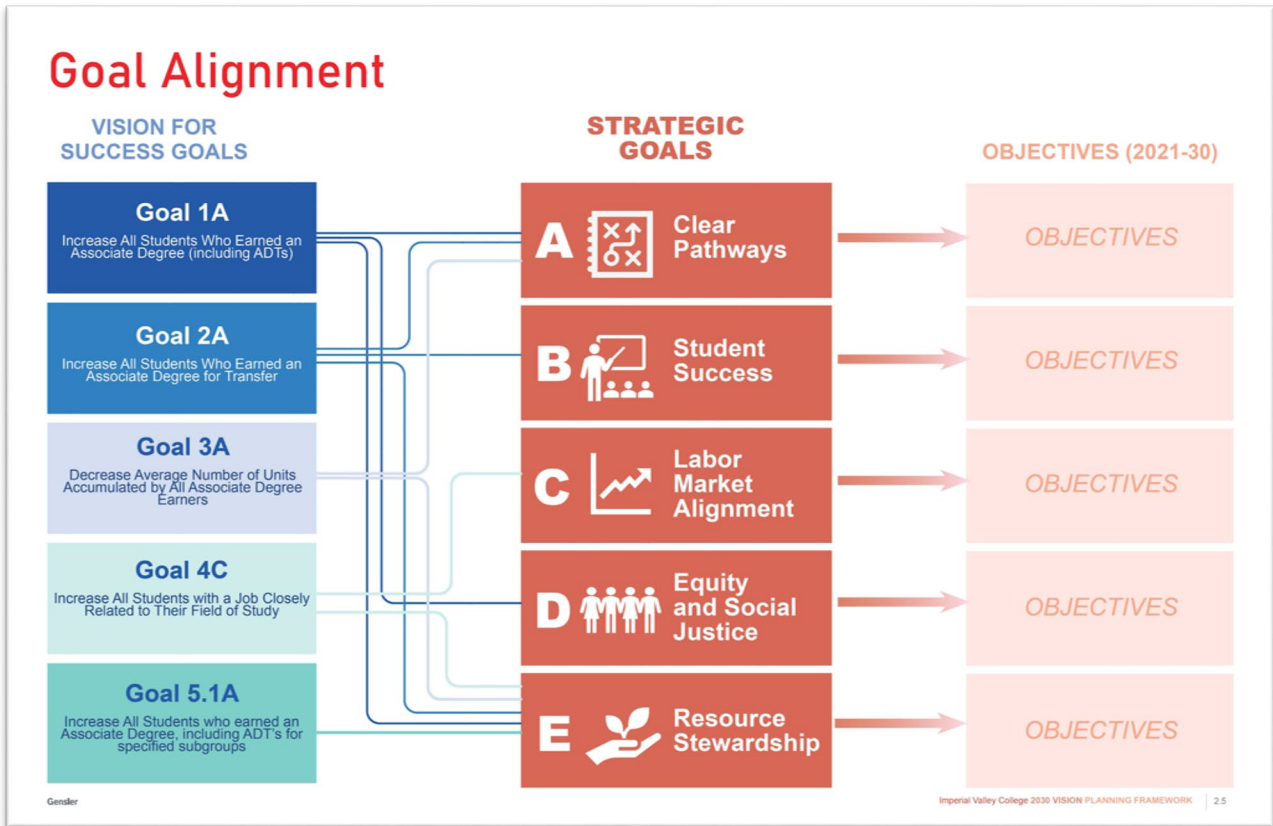 Goal Alignment
VISION FOR
SUCCESS GOALS
Goal 1A
Increase All Students Who Earned an
Associate Degree (including ADTs)
Goal 2A
Increase All Students Who Earned an
Associate Degree for Transfer
Goal 3A
Decrease Average Number of Units
Accumulated by All Associate Degree
Earners
Goal 4C
Increase All Students with a Job Closely
Related to Their Field of Study
Goal 5.1A
Increase All Students who earned an
Associate Degree, including ADT's for
specified subgroups
STRATEGIC
GOALS
A
Clear
Pathways
B
Student
Success
C
Labor
Market
Alignment
D
Equity
and Social
Justice
E
Resource
Stewardship
OBJECTIVES (2021-30)
OBJECTIVES
OBJECTIVES
OBJECTIVES
OBJECTIVES
OBJECTIVES
Gensler
Imperial Valley College 2030 VISION PLANNING FRAMEWORK | 2.5